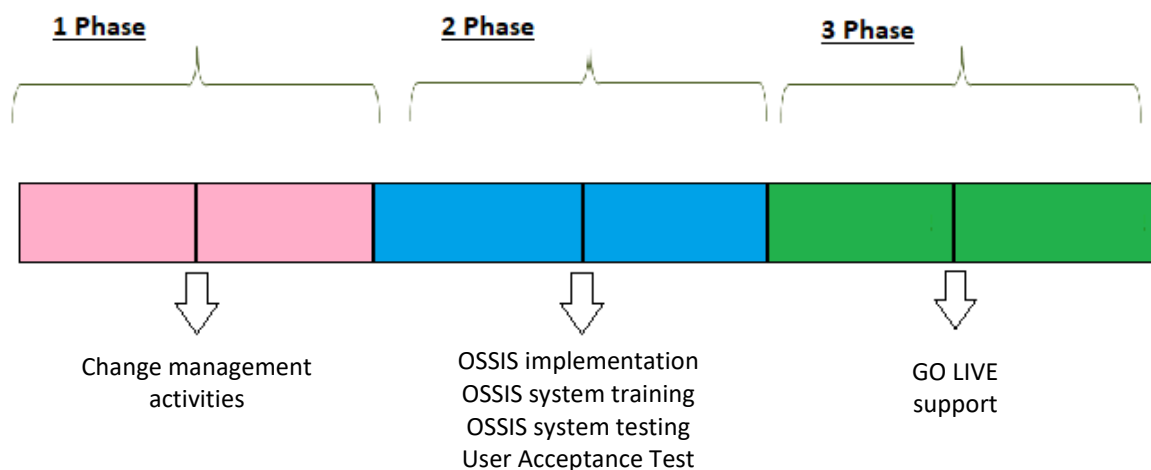 1 Phase
2 Phase
3 Phase
Change management
activities
OSSIS implementation
OSSIS system training
OSSIS system testing
User Acceptance Test
GO LIVE
support